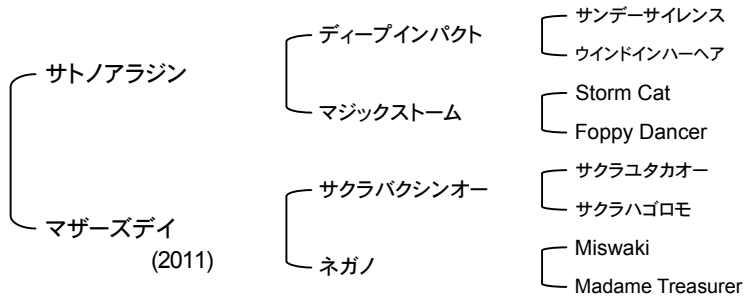 サトノアラジン
マザーズデイ
(2011)
ディープインパクト
マジックストーム
サクラバクシンオー
ネガノ
サンデーサイレンス
ウインドインハーヘア
Storm Cat
Foppy Dancer
サクラユタカオー
サクラハゴロモ
Miswaki
Madame Treasurer